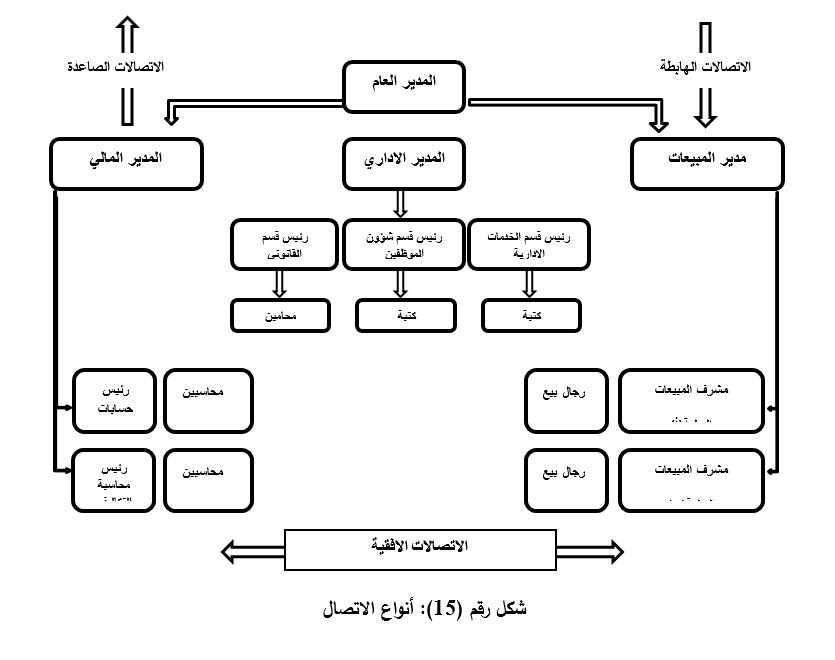 الاتصالات الهابطة
الاتصالات الصاعدة
المدير العام
مدير المبيعات
المدير الاداري
المدير المالي
رئيس قسم الخدمات
الادارية
رئيس قسم شؤون
الموظفين
رئيس قسم
القانوني
كتبة
كتبة
محامين
مشرف المبيعات
رجال بيع
محاسبين
رئيس
حسابات
مشرف المبيعات
رجال بيع
محاسبين
رئيس
محاسبة
الاتصالات الافقية
شكل رقم (15): أنواع الاتصال